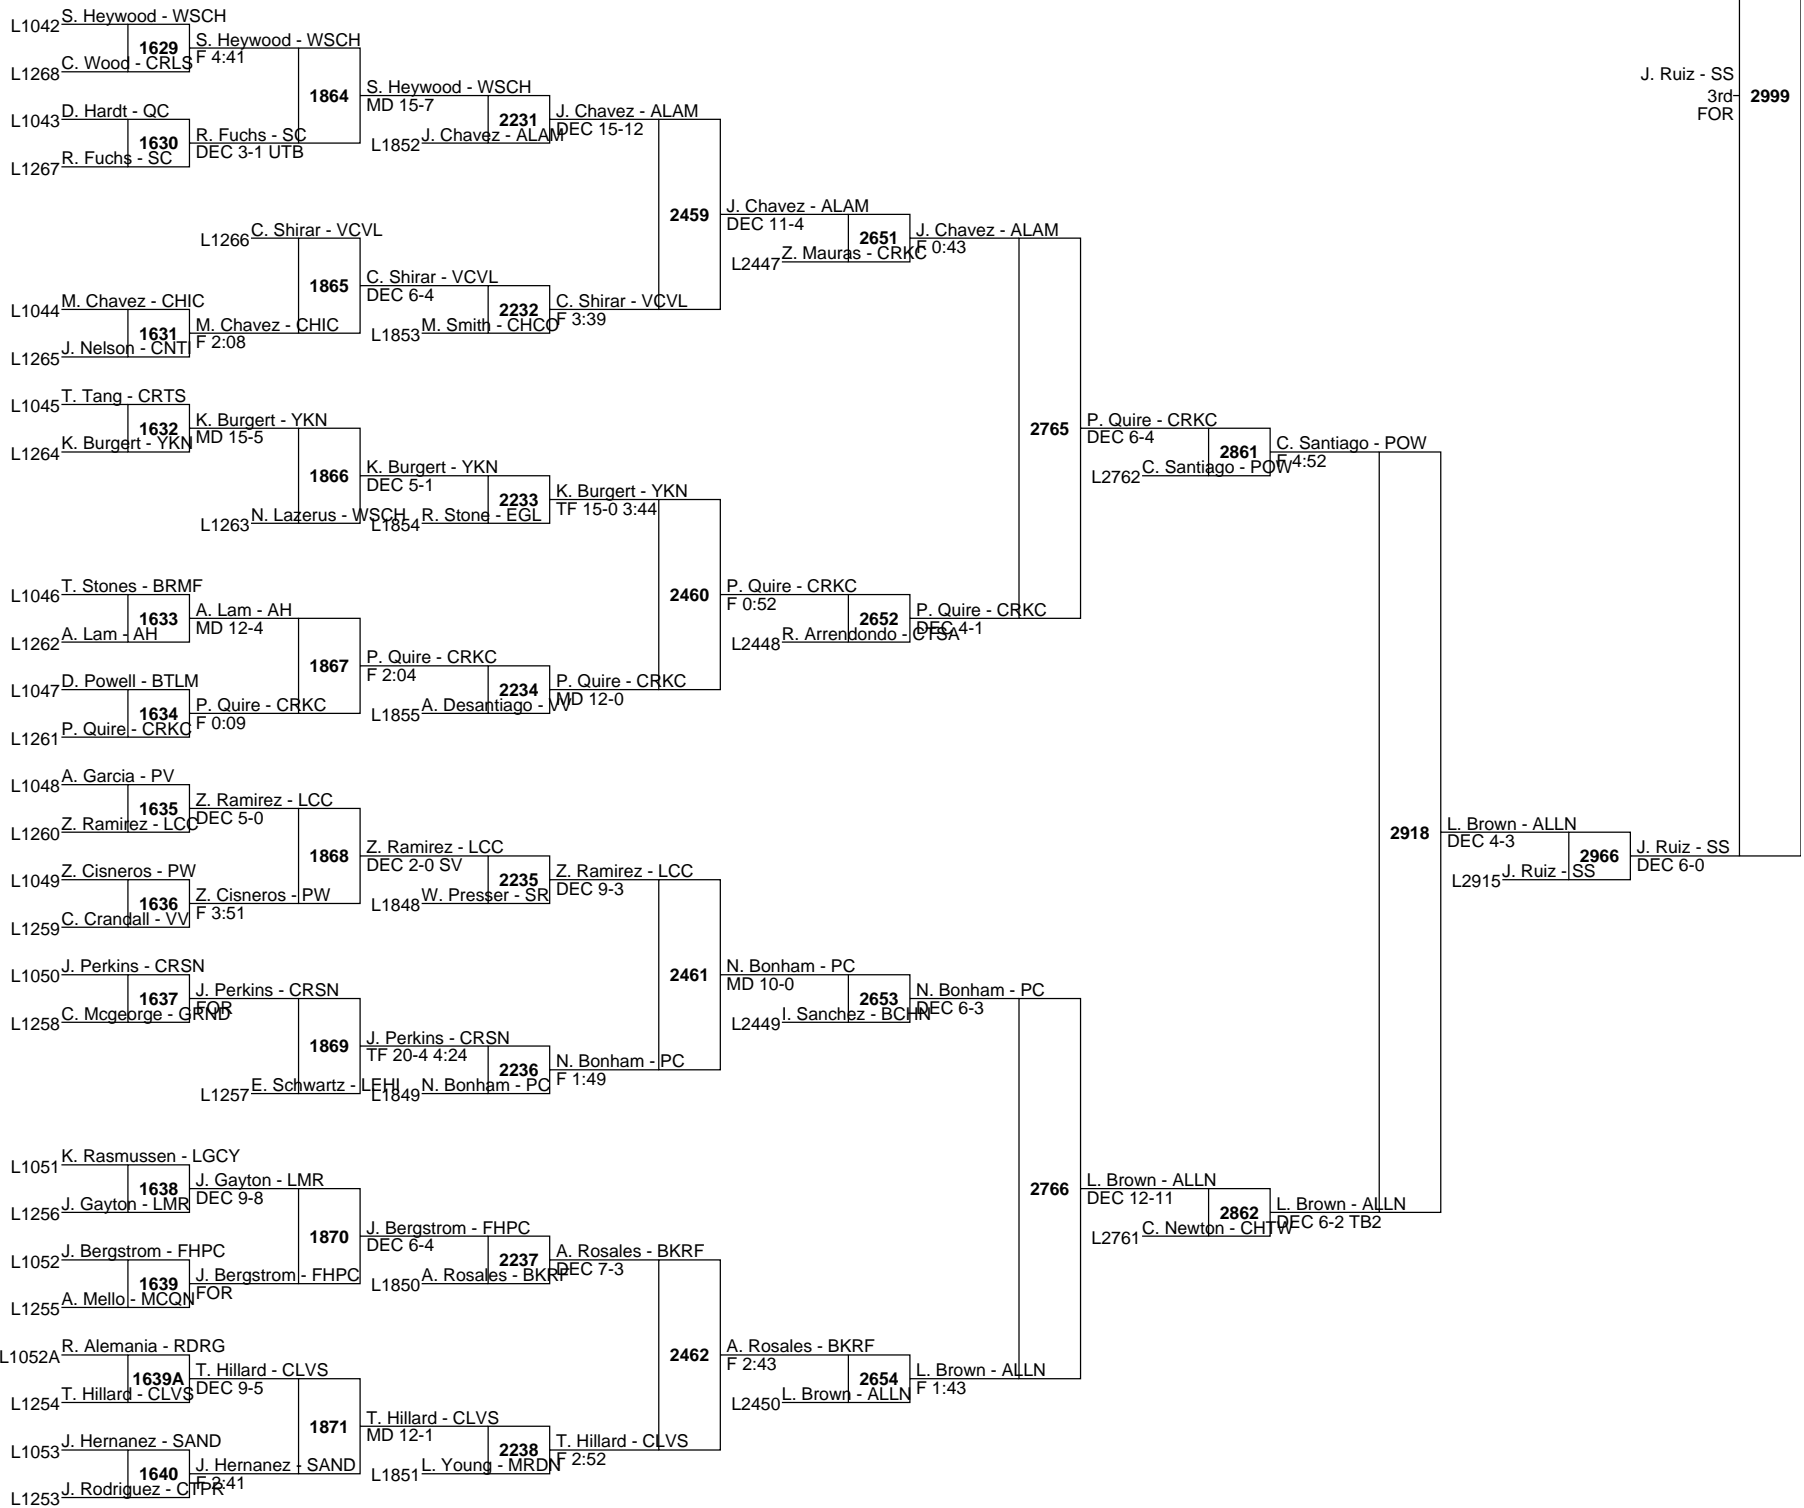 S. Heywood - WSCH
L1042
1629
S. Heywood - WSCH
F 4:41
C. Wood - CRLS
L1268
1864
S. Heywood - WSCH
MD 15-7
D. Hardt - QC
L1043
1630
R. Fuchs - SC
DEC 3-1 UTB
R. Fuchs - SC
L1267
2231
J. Chavez - ALAM
DEC 15-12
J. Chavez - ALAM
L1852
2459
J. Chavez - ALAM
DEC 11-4
C. Shirar - VCVL
L1266
1865
C. Shirar - VCVL
DEC 6-4
M. Chavez - CHIC
L1044
1631
M. Chavez - CHIC
F 2:08
J. Nelson - CNTI
L1265
2232
C. Shirar - VCVL
F 3:39
M. Smith - CHCO
L1853
2651
J. Chavez - ALAM
F 0:43
Z. Mauras - CRKC
L2447
T. Tang - CRTS
L1045
1632
K. Burgert - YKN
MD 15-5
K. Burgert - YKN
L1264
1866
K. Burgert - YKN
DEC 5-1
N. Lazerus - WSCH
L1263
2233
K. Burgert - YKN
TF 15-0 3:44
R. Stone - EGL
L1854
2765
P. Quire - CRKC
DEC 6-4
2861
C. Santiago - POW
F 4:52
C. Santiago - POW
L2762
T. Stones - BRMF
L1046
1633
A. Lam - AH
MD 12-4
A. Lam - AH
L1262
2460
P. Quire - CRKC
F 0:52
2652
P. Quire - CRKC
DEC 4-1
R. Arrendondo - CTSA
L2448
1867
P. Quire - CRKC
F 2:04
D. Powell - BTLM
L1047
1634
P. Quire - CRKC
F 0:09
P. Quire - CRKC
L1261
2234
P. Quire - CRKC
MD 12-0
A. Desantiago - VV
L1855
A. Garcia - PV
L1048
1635
Z. Ramirez - LCC
DEC 5-0
Z. Ramirez - LCC
L1260
1868
Z. Ramirez - LCC
DEC 2-0 SV
Z. Cisneros - PW
L1049
1636
Z. Cisneros - PW
F 3:51
C. Crandall - VV
L1259
2235
Z. Ramirez - LCC
DEC 9-3
W. Presser - SR
L1848
2918
L. Brown - ALLN
DEC 4-3
2966
J. Ruiz - SS
DEC 6-0
J. Ruiz - SS
L2915
J. Ruiz - SS
3rd
FOR
2999
J. Perkins - CRSN
L1050
1637
J. Perkins - CRSN
FOR
C. Mcgeorge - GRND
L1258
2461
N. Bonham - PC
MD 10-0
2653
N. Bonham - PC
DEC 6-3
I. Sanchez - BCHN
L2449
1869
J. Perkins - CRSN
TF 20-4 4:24
E. Schwartz - LEHI
L1257
2236
N. Bonham - PC
F 1:49
N. Bonham - PC
L1849
K. Rasmussen - LGCY
L1051
1638
J. Gayton - LMR
DEC 9-8
J. Gayton - LMR
L1256
2766
L. Brown - ALLN
DEC 12-11
2862
L. Brown - ALLN
DEC 6-2 TB2
C. Newton - CHTW
L2761
1870
J. Bergstrom - FHPC
DEC 6-4
J. Bergstrom - FHPC
L1052
1639
J. Bergstrom - FHPC
FOR
A. Mello - MCQN
L1255
2237
A. Rosales - BKRF
DEC 7-3
A. Rosales - BKRF
L1850
R. Alemania - RDRG
L1052A
1639A
T. Hillard - CLVS
DEC 9-5
T. Hillard - CLVS
L1254
2462
A. Rosales - BKRF
F 2:43
2654
L. Brown - ALLN
F 1:43
L. Brown - ALLN
L2450
1871
T. Hillard - CLVS
MD 12-1
J. Hernanez - SAND
L1053
1640
J. Hernanez - SAND
F 2:41
J. Rodriguez - CTPR
L1253
2238
T. Hillard - CLVS
F 2:52
L. Young - MRDN
L1851